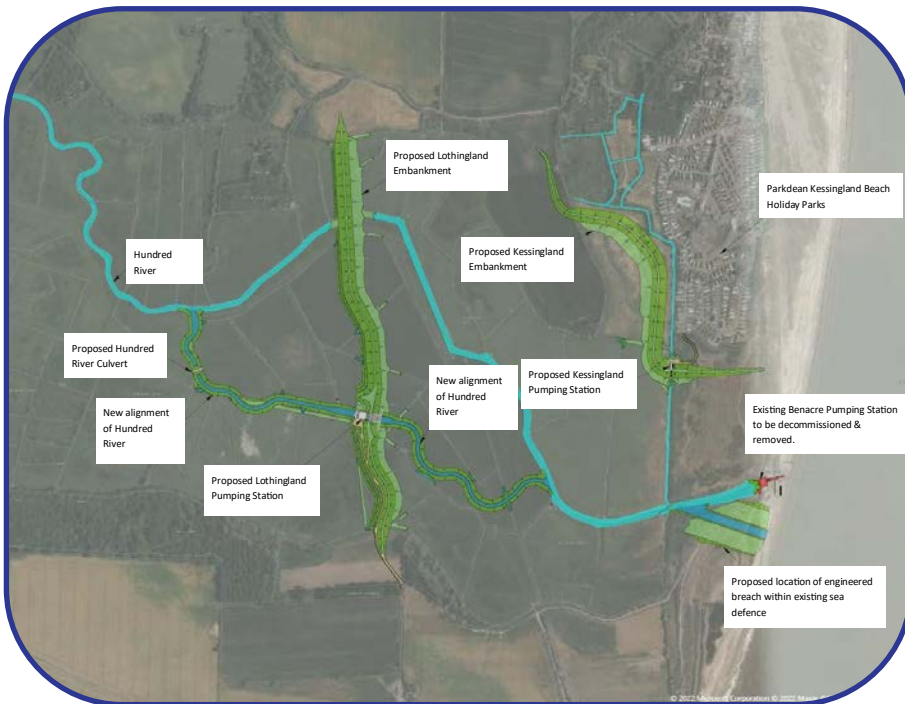 Proposed Lothingland
Embankment
Parkdean Kessingland Beach
Holiday Parks
Hundred
River
Proposed Kessingland
Embankment
Proposed Hundred
River Culvert
New alignment
of Hundred
River
Proposed Kessingland
Pumping Station
New alignment
of Hundred
River
Existing Benacre Pumping Station
to be decommissioned &
removed.
Proposed Lothingland
Pumping Station
Proposed location of engineered
breach within existing sea
defence
© 2022 Microsoft Corporation © 2022 Maxar